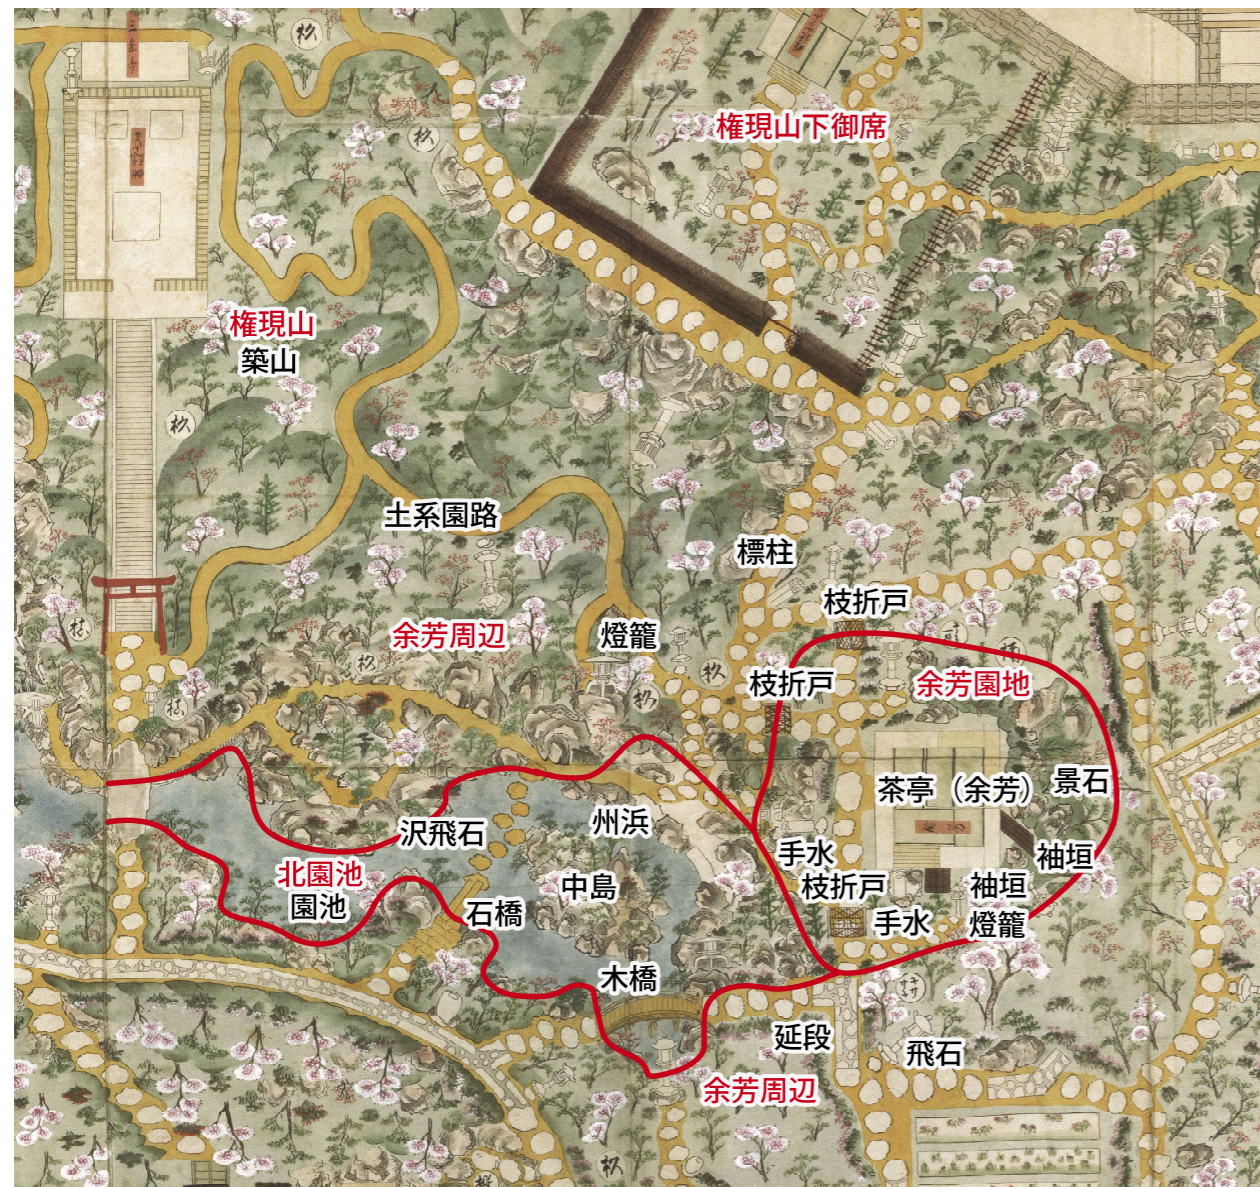 権現山下御席
権現山
築山
土系園路
標柱
枝折戸
余芳周辺
燈籠
枝折戸
余芳園地
茶亭（余芳）
景石
州浜
沢飛石
手水
袖垣
北園池
中島
枝折戸
袖垣
園池
石橋
手水
燈籠
木橋
延段
飛石
余芳周辺